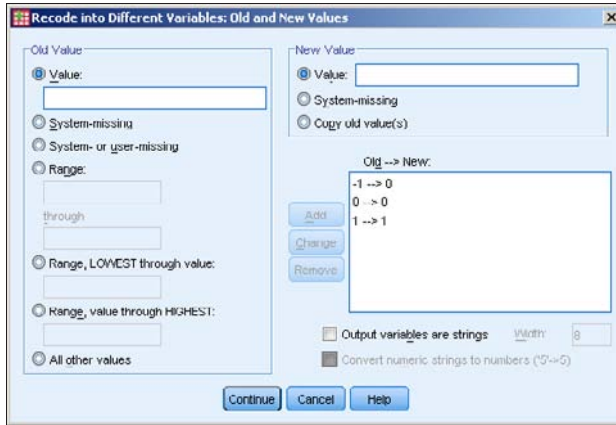 Recode into Different Variables: Old and New Values
Old Value
Value:
System-missing
System- or user-missing
Range:
through
Range, LOWEST through value:
Range, value through HIGHEST:
All other values
New Value
Value:
System-missing
Copy old value(s)
Old --> New:
-1 --> 0
0 --> 0
1 --> 1
Add
Change
Remove
Output variables are strings
Width:
8
Convert numeric strings to numbers ('5'->5)
Continue
Cancel
Help